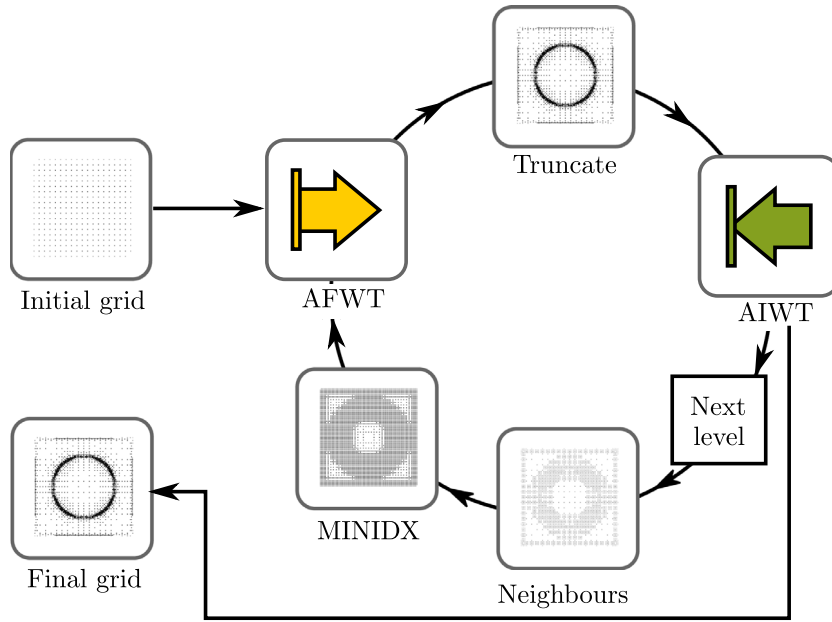 Truncate
Initial grid
AFWT
AIWT
Next
level
MINIDX
Final grid
Neighbours